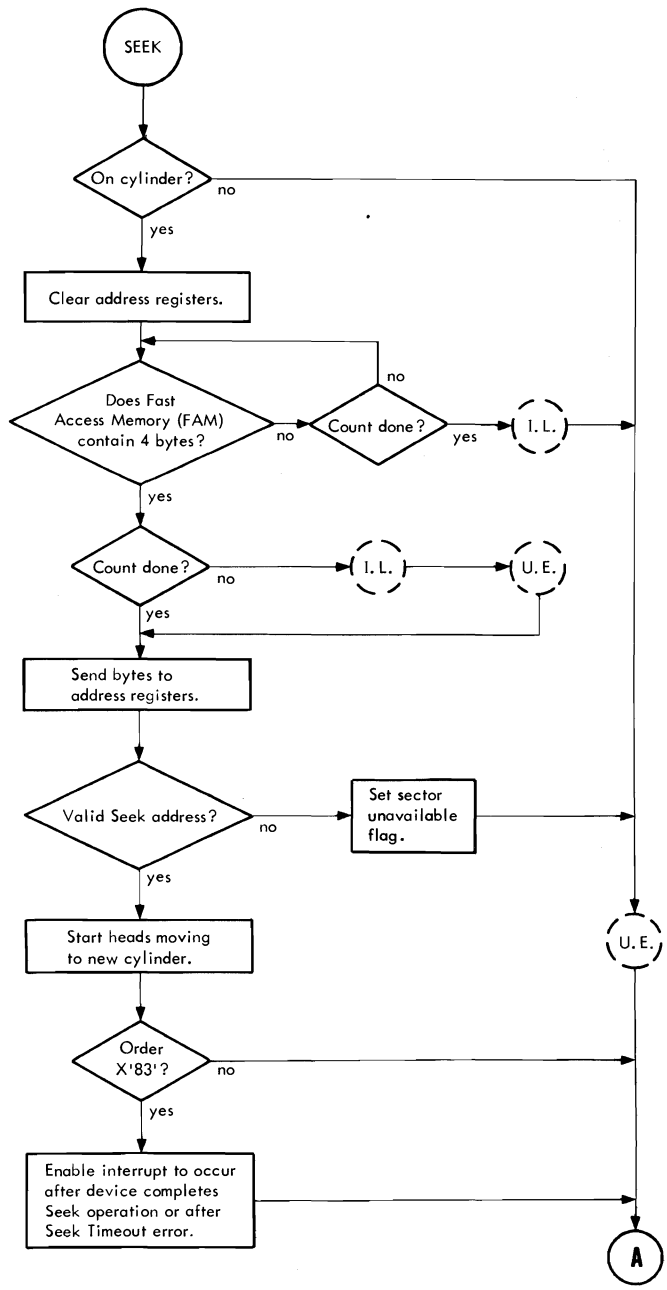 SEEK
On cylinder?
no
yes
Clear address registers.
no
Does Fast
Access Memory (FAM)
contain 4 bytes?
no
Count done?
yes
I.L.
yes
Count done?
no
I.L.
U.E.
yes
Send bytes to
address registers.
Valid Seek address?
no
Set sector
unavailable
flag.
yes
Start heads moving
to new cylinder.
U.E.
Order
X'83'?
no
yes
Enable interrupt to occur
after device completes
Seek operation or after
Seek Timeout error.
A